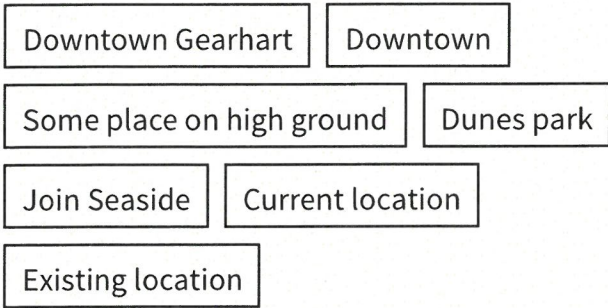 Downtown Gearhart Downtown
Some place on high ground Dunes park
Join Seaside Current location
Existing location